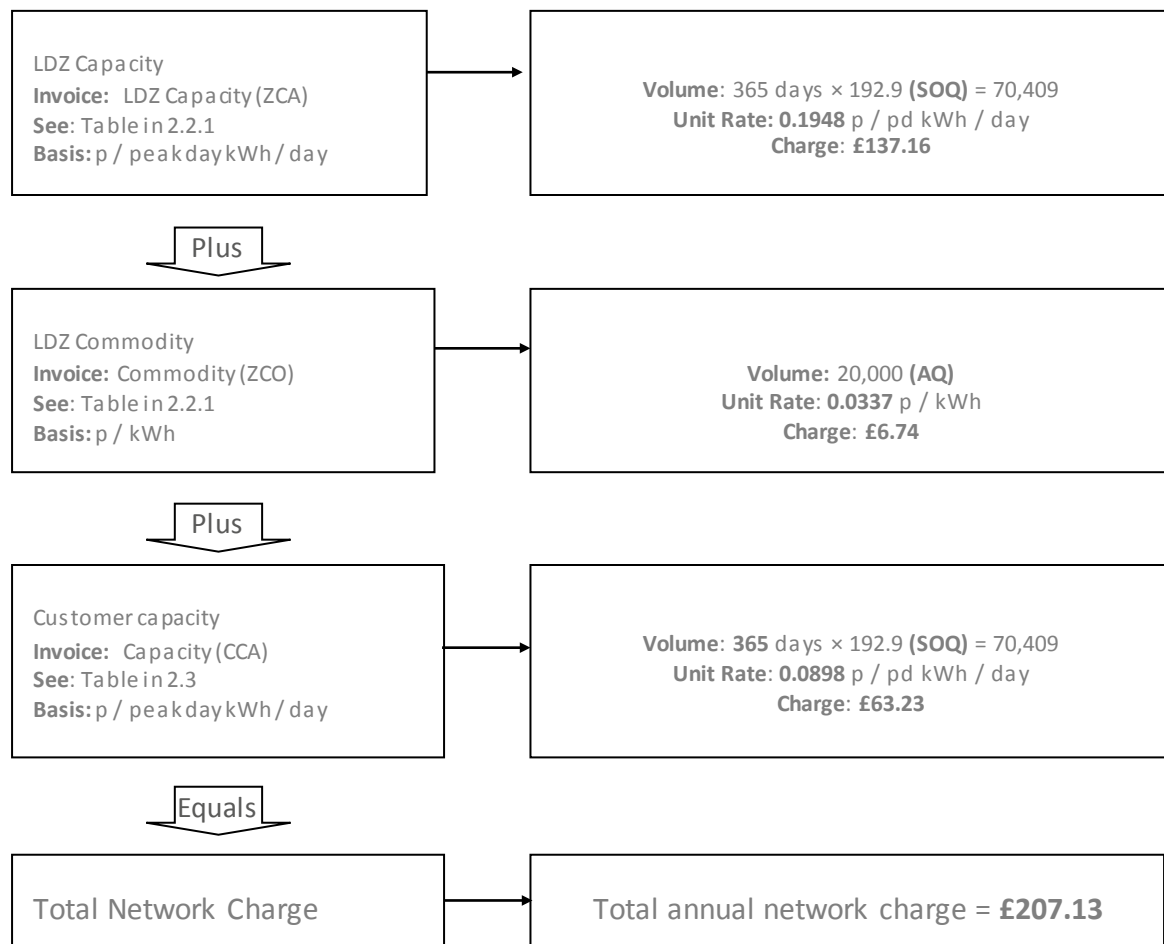 LDZ Capacity
Invoice: LDZ Capacity (ZCA)
See: Table in 2.2.1
Basis: p / peak day kWh / day
Volume: 365 days × 192.9 (SOQ) = 70,409
Unit Rate: 0.1948 p / pd kWh / day
Charge: £137.16
Plus
LDZ Commodity
Invoice: Commodity (ZCO)
See: Table in 2.2.1
Basis: p / kWh
Volume: 20,000 (AQ)
Unit Rate: 0.0337 p / kWh
Charge: £6.74
Plus
Customer capacity
Invoice: Capacity (CCA)
See: Table in 2.3
Basis: p / peak day kWh / day
Volume: 365 days × 192.9 (SOQ) = 70,409
Unit Rate: 0.0898 p / pd kWh / day
Charge: £63.23
Equals
Total Network Charge
Total annual network charge = £207.13